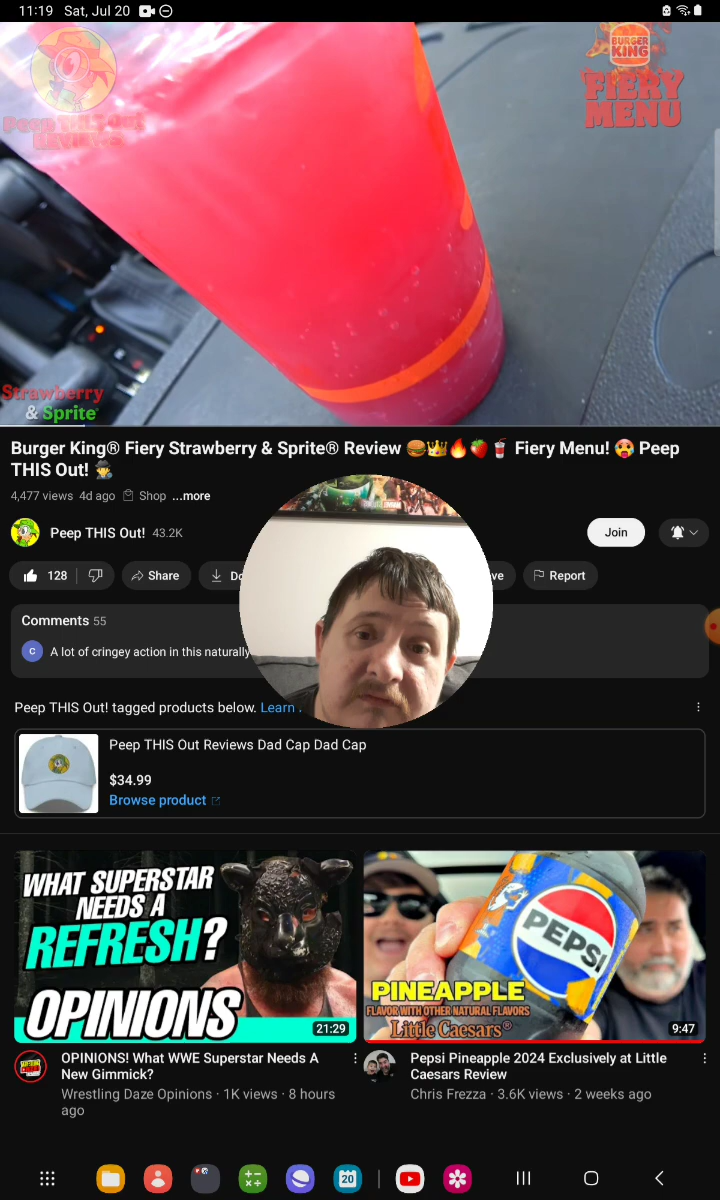 11:19 Sat, Jul 20
Peep THIS Out!
REVIEWS
BURGER
KING
FIERY
MENU
Strawberry
& Sprite®
Burger King® Fiery Strawberry & Sprite® Review 🍔👑🔥🍓🥤 Fiery Menu! 🥵 Peep
THIS Out! 🕵️
4,477 views 4d ago Shop ...more
Peep THIS Out! 43.2K
Join
128 Share Report
Comments 55
C
A lot of cringey action in this naturally
Peep THIS Out! tagged products below. Learn
Peep THIS Out Reviews Dad Cap Dad Cap
$34.99
Browse product
WHAT SUPERSTAR
NEEDS A
REFRESH?
OPINIONS
21:29
PEPSI
PINEAPPLE
FLAVOR WITH OTHER NATURAL FLAVORS
Little Caesars®
9:47
OPINIONS! What WWE Superstar Needs A
New Gimmick?
Wrestling Daze Opinions · 1K views · 8 hours
ago
Pepsi Pineapple 2024 Exclusively at Little
Caesars Review
Chris Frezza · 3.6K views · 2 weeks ago
20